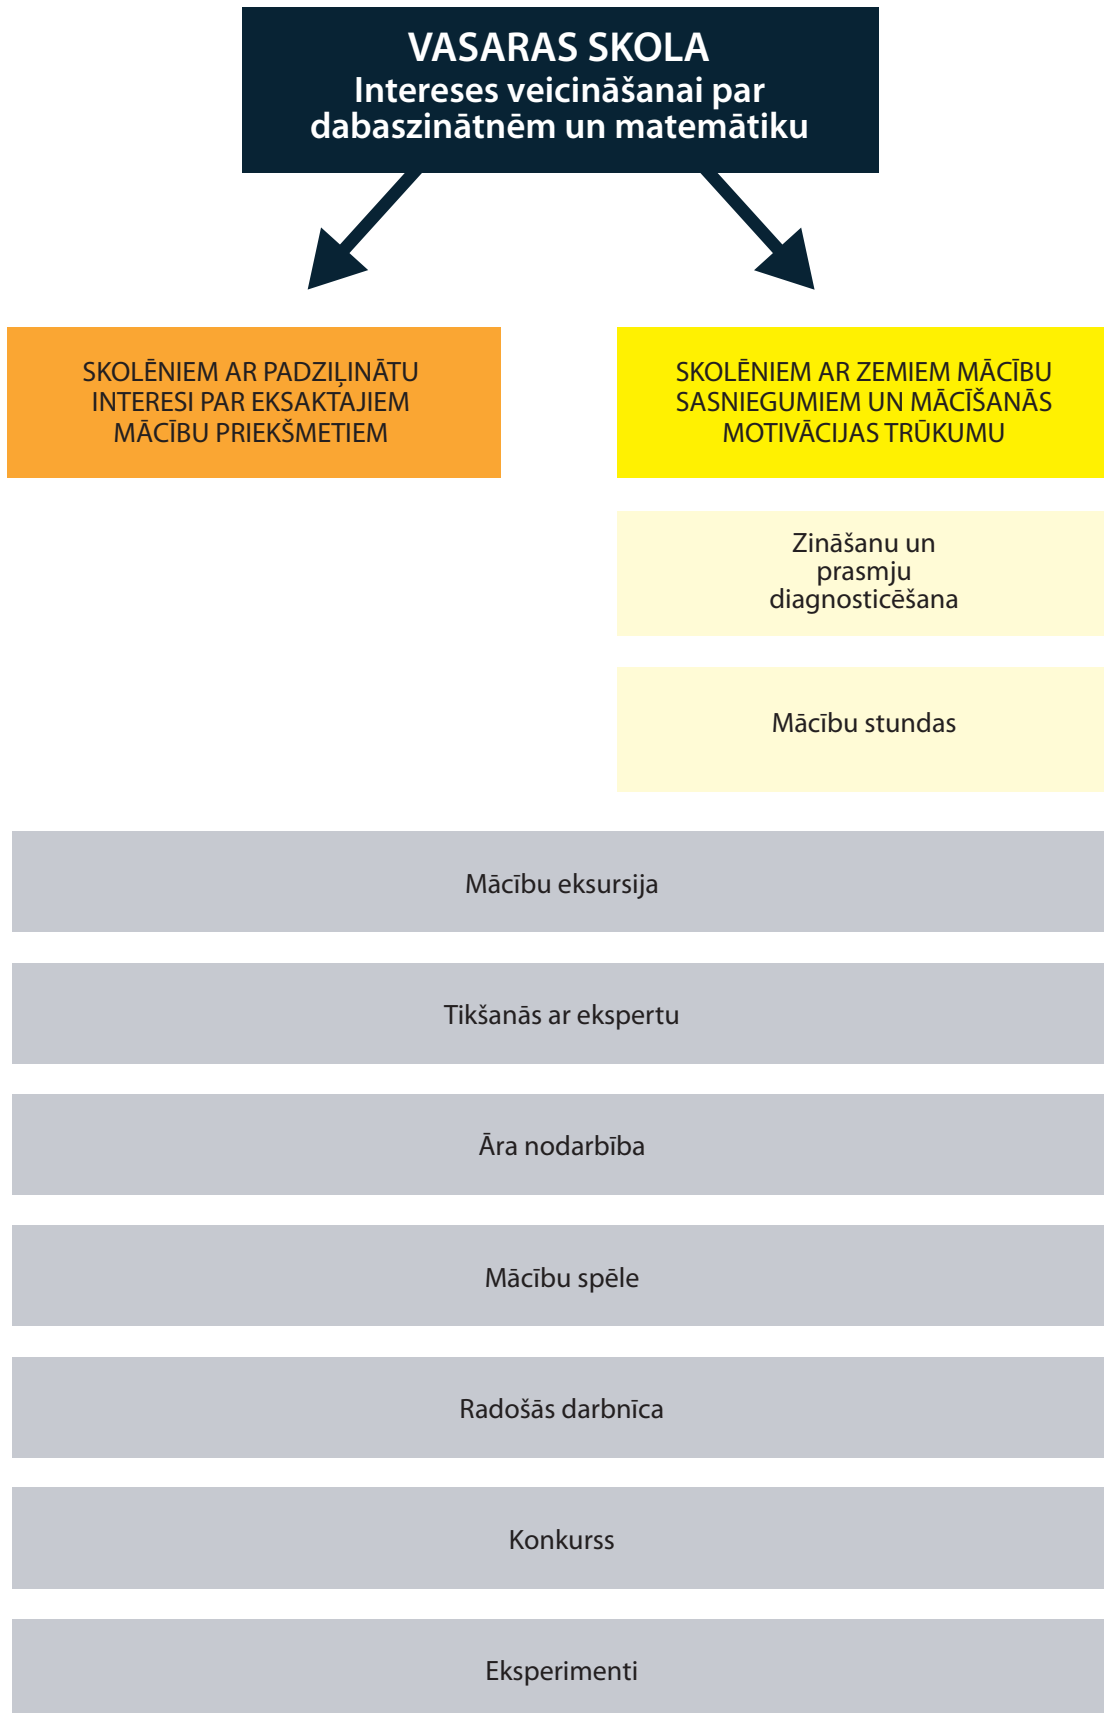 VASARAS SKOLA
Intereses veicināšanai par
dabaszinātnēm un matemātiku
SKOLĒNIEM AR PADZIĻINĀTU
INTERESI PAR EKSAKTAJIEM
MĀCĪBU PRIEKŠMETIEM
SKOLĒNIEM AR ZEMIEM MĀCĪBU
SASNIEGUMIEM UN MĀCĪŠANĀS
MOTIVĀCIJAS TRŪKUMU
Zināšanu un
prasmju
diagnosticēšana
Mācību stundas
Mācību eksursija
Tikšanās ar ekspertu
Āra nodarbība
Mācību spēle
Radošās darbnīca
Konkurss
Eksperimenti